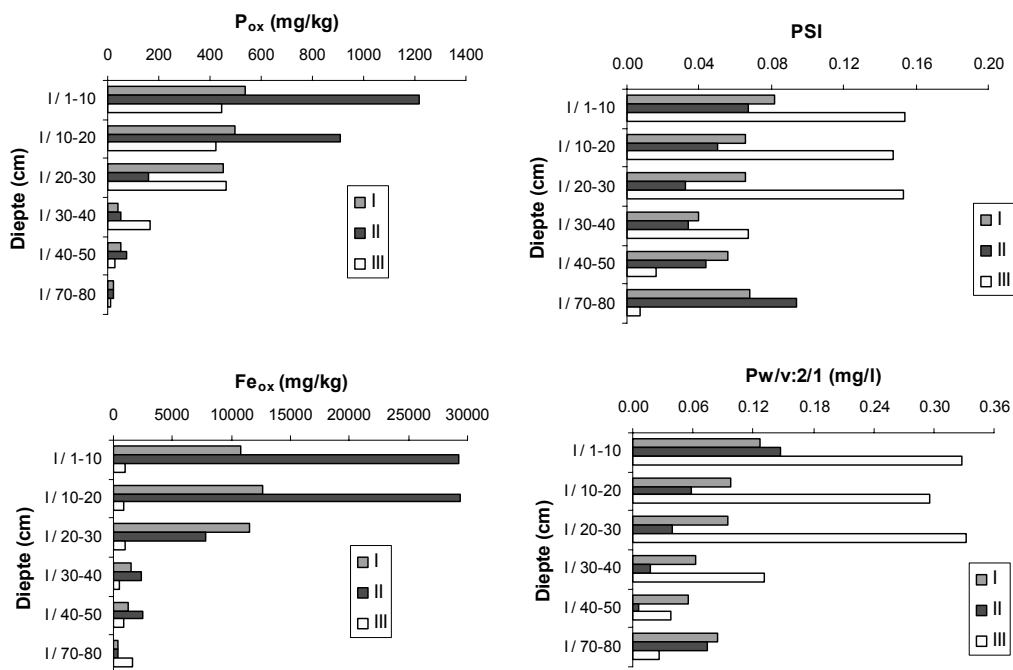 Pox (mg/kg)
0 200 400 600 800 1000 1200 1400
Diepte (cm)
I / 1-10
I / 10-20
I / 20-30
I / 30-40
I / 40-50
I / 70-80
I
II
III
PSI
0.00 0.04 0.08 0.12 0.16 0.20
Diepte (cm)
I / 1-10
I / 10-20
I / 20-30
I / 30-40
I / 40-50
I / 70-80
I
II
III
Feox (mg/kg)
0 5000 10000 15000 20000 25000 30000
Diepte (cm)
I / 1-10
I / 10-20
I / 20-30
I / 30-40
I / 40-50
I / 70-80
I
II
III
Pw/v:2/1 (mg/l)
0.00 0.06 0.12 0.18 0.24 0.30 0.36
Diepte (cm)
I / 1-10
I / 10-20
I / 20-30
I / 30-40
I / 40-50
I / 70-80
I
II
III